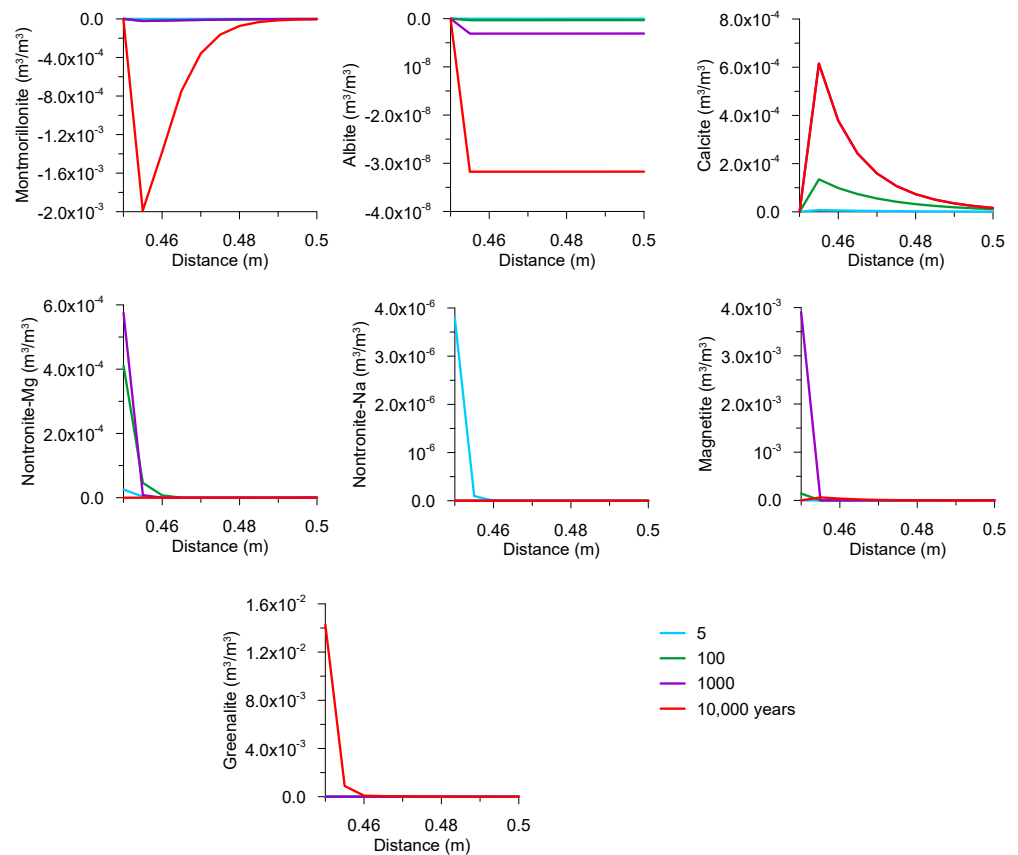 Montmorillonite (m³/m³)
0.0
-4.0x10⁻⁴
-8.0x10⁻⁴
-1.2x10⁻³
-1.6x10⁻³
-2.0x10⁻³
0.46 0.48 0.5
Distance (m)
Albite (m³/m³)
0.0
10⁻⁸
-2.0x10⁻⁸
-3.0x10⁻⁸
-4.0x10⁻⁸
0.46 0.48 0.5
Distance (m)
Calcite (m³/m³)
8.0x10⁻⁴
6.0x10⁻⁴
4.0x10⁻⁴
2.0x10⁻⁴
0.0
0.46 0.48 0.5
Distance (m)
Nontronite-Mg (m³/m³)
6.0x10⁻⁴
4.0x10⁻⁴
2.0x10⁻⁴
0.0
0.46 0.48 0.5
Distance (m)
Nontronite-Na (m³/m³)
4.0x10⁻⁶
3.0x10⁻⁶
2.0x10⁻⁶
10⁻⁶
0.0
0.46 0.48 0.5
Distance (m)
Magnetite (m³/m³)
4.0x10⁻³
3.0x10⁻³
2.0x10⁻³
10⁻³
0.0
0.46 0.48 0.5
Distance (m)
Greenalite (m³/m³)
1.6x10⁻²
1.2x10⁻²
8.0x10⁻³
4.0x10⁻³
0.0
0.46 0.48 0.5
Distance (m)
5
100
1000
10,000 years